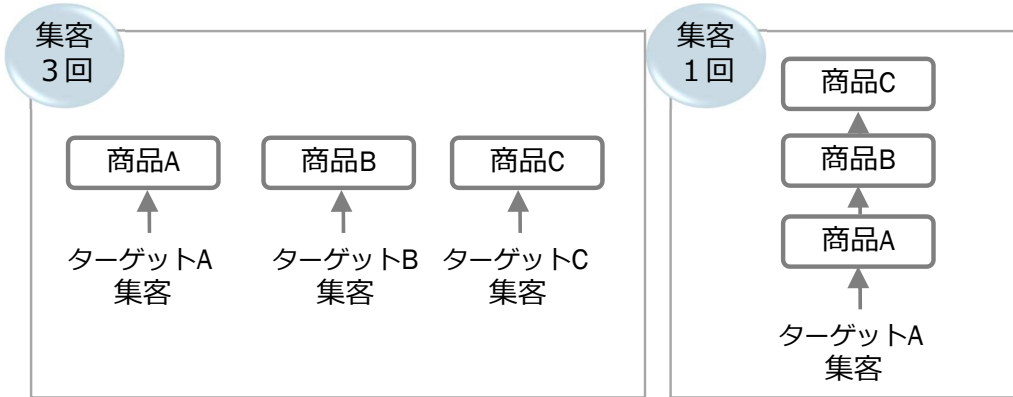 集客
３回
商品A
商品B
商品C
ターゲットA
集客
ターゲットB
集客
ターゲットC
集客
集客
１回
商品C
商品B
商品A
ターゲットA
集客